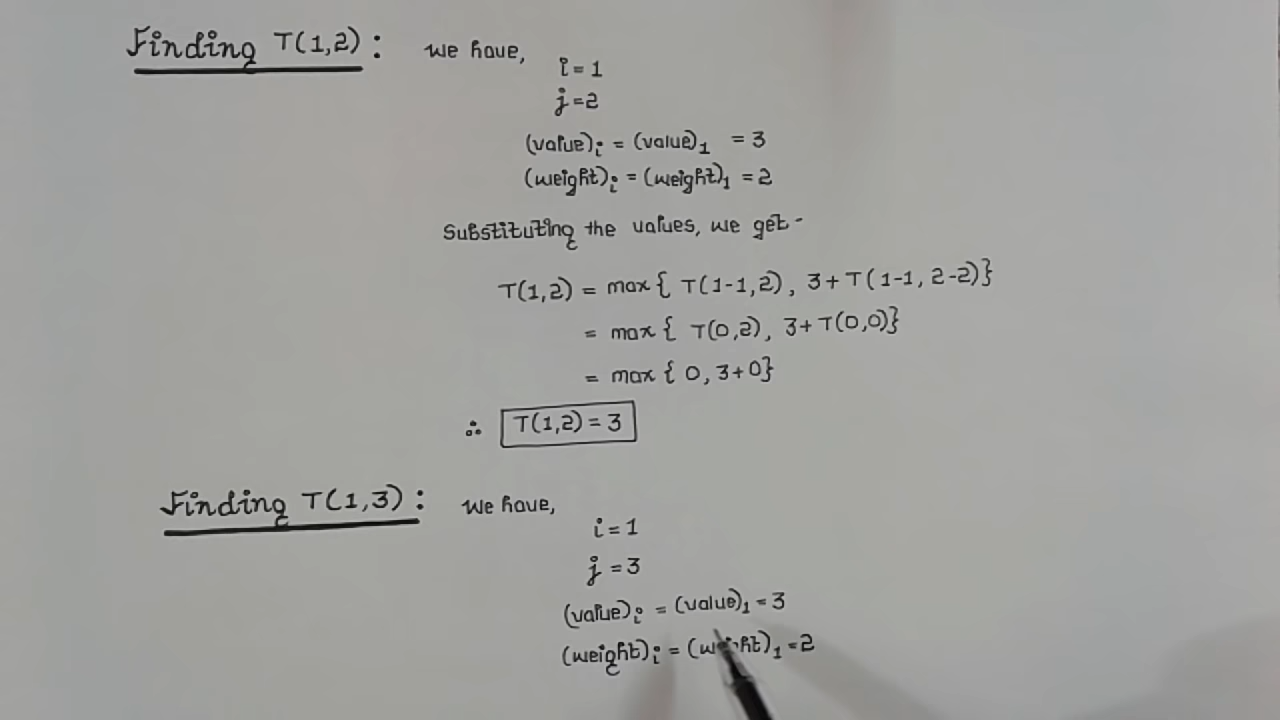 Finding T(1,2) : We have,
i = 1
j = 2
(value)i = (value)1 = 3
(weight)i = (weight)1 = 2
Substituting the values, we get -
T(1,2) = max{ T(1-1,2) , 3+T(1-1, 2-2)}
= max { T(0,2), 3+T(0,0)}
= max { 0, 3+0}
∴ T(1,2) = 3
Finding T(1,3) : We have,
i = 1
j = 3
(value)i = (value)1 = 3
(weight)i = (weight)1 = 2